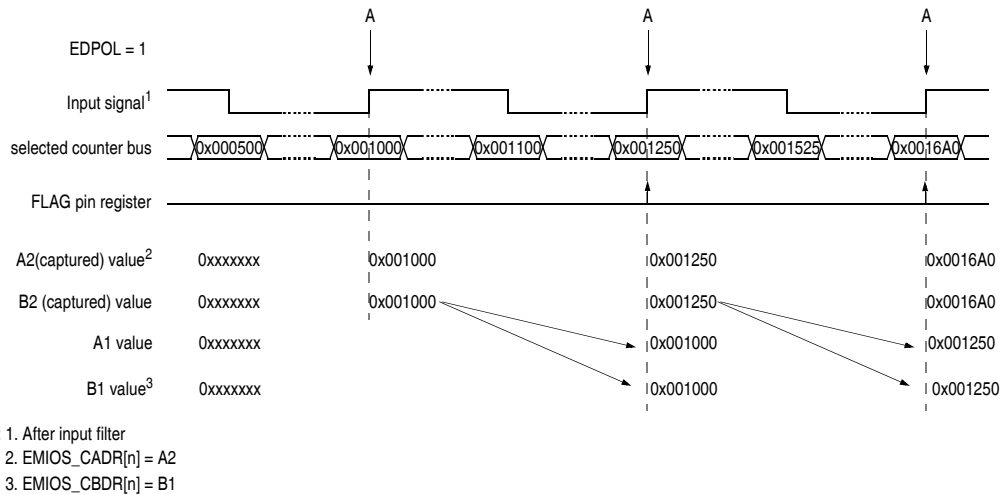 A A A
EDPOL = 1
Input signal1
selected counter bus 0x000500 0x001000 0x001100 0x001250 0x001525 0x0016A0
FLAG pin register
A2(captured) value2 0xxxxxxx 0x001000 0x001250 0x0016A0
B2 (captured) value 0xxxxxxx 0x001000 0x001250 0x0016A0
A1 value 0xxxxxxx 0x001000 0x001250
B1 value3 0xxxxxxx 0x001000 0x001250
1. After input filter
2. EMIOS_CADR[n] = A2
3. EMIOS_CBDR[n] = B1